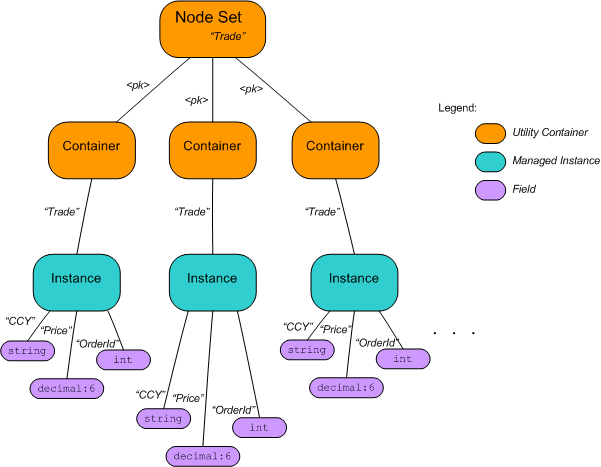 Node Set
“Trade”
<pk>
<pk>
<pk>
Legend:
Utility Container
Managed Instance
Field
Container
Container
Container
“Trade”
“Trade”
“Trade”
Instance
Instance
Instance
“CCY”
“Price”
“OrderId”
string
int
decimal:6
“CCY”
“Price”
“OrderId”
string
int
decimal:6
“CCY”
“Price”
“OrderId”
string
int
decimal:6
. . .